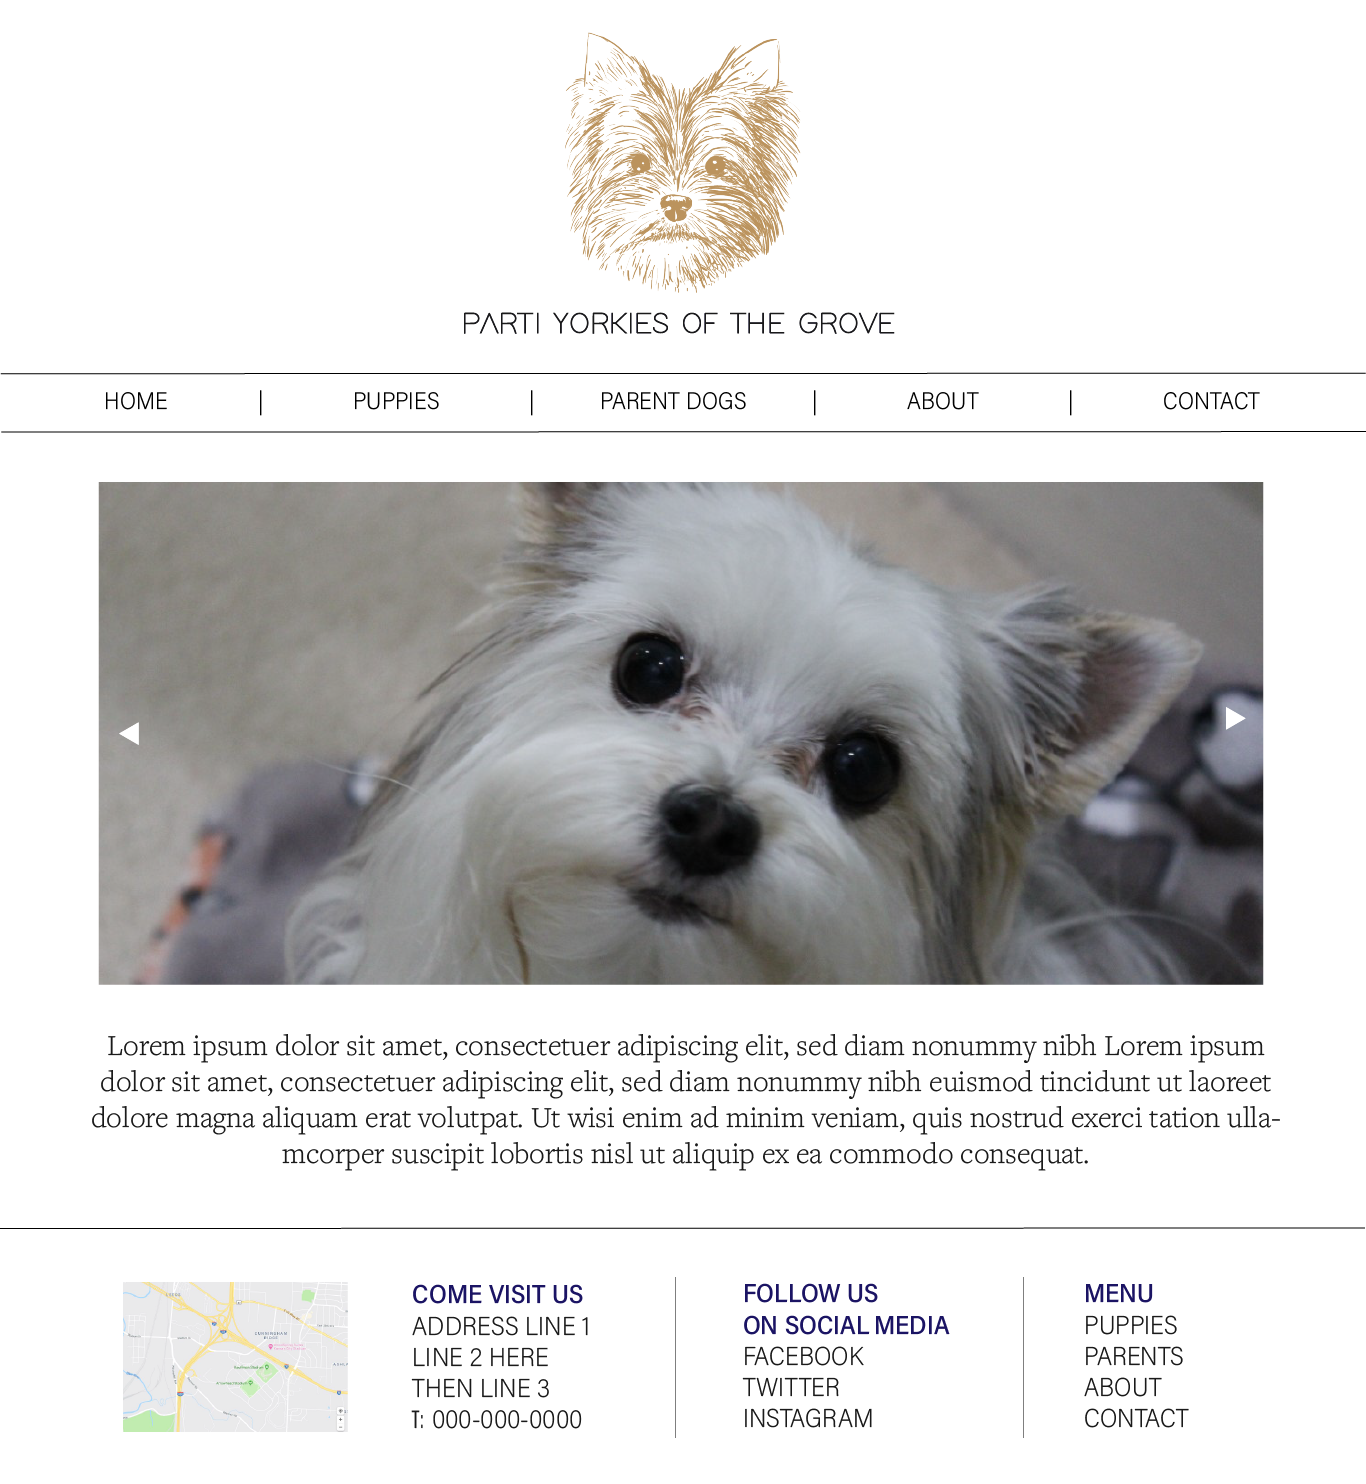 PARTI YORKIES OF THE GROVE
HOME | PUPPIES | PARENT DOGS | ABOUT | CONTACT
Lorem ipsum dolor sit amet, consectetuer adipiscing elit, sed diam nonummy nibh Lorem ipsum
dolor sit amet, consectetuer adipiscing elit, sed diam nonummy nibh euismod tincidunt ut laoreet
dolore magna aliquam erat volutpat. Ut wisi enim ad minim veniam, quis nostrud exerci tation ulla-
mcorper suscipit lobortis nisl ut aliquip ex ea commodo consequat.
COME VISIT US
ADDRESS LINE 1
LINE 2 HERE
THEN LINE 3
T: 000-000-0000
FOLLOW US
ON SOCIAL MEDIA
FACEBOOK
TWITTER
INSTAGRAM
MENU
PUPPIES
PARENTS
ABOUT
CONTACT